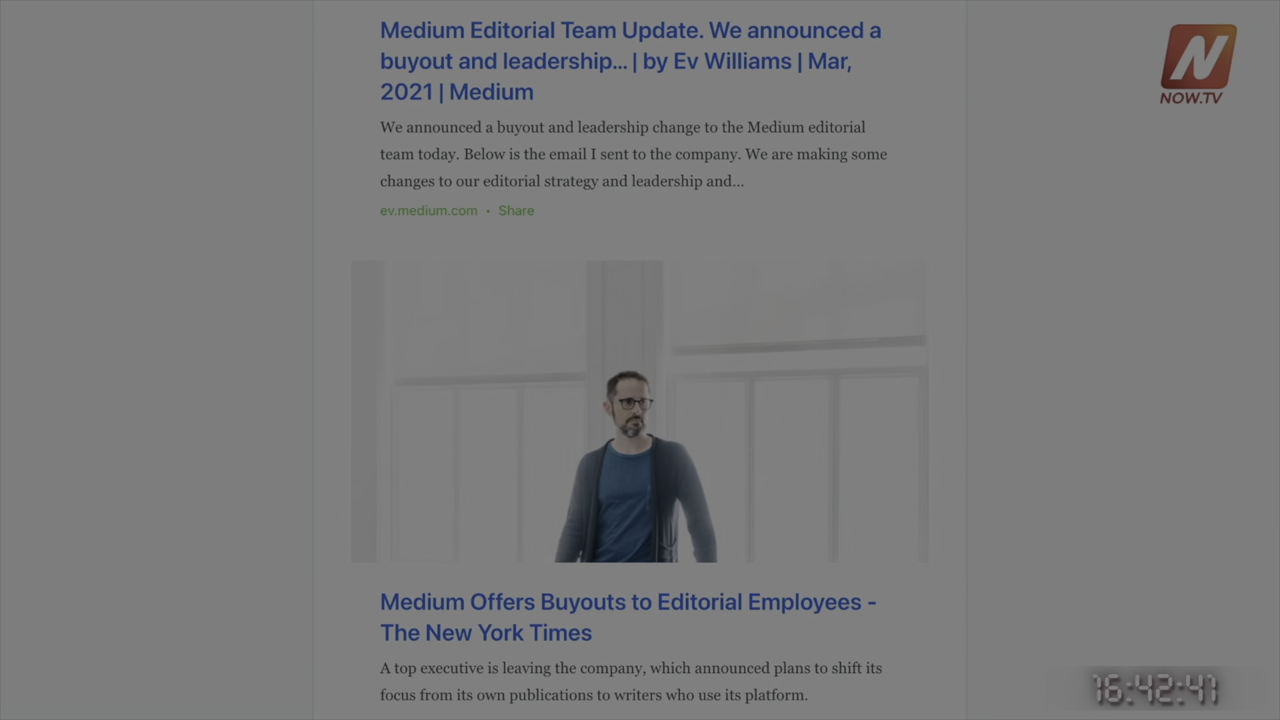 Medium Editorial Team Update. We announced a
buyout and leadership... | by Ev Williams | Mar,
2021 | Medium
We announced a buyout and leadership change to the Medium editorial
team today. Below is the email I sent to the company. We are making some
changes to our editorial strategy and leadership and...
ev.medium.com · Share
N
NOW.TV
Medium Offers Buyouts to Editorial Employees -
The New York Times
A top executive is leaving the company, which announced plans to shift its
focus from its own publications to writers who use its platform.
16:42:41